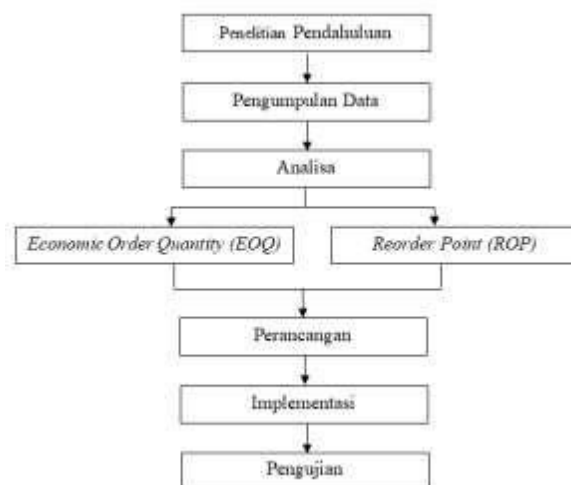 Penelitian Pendahuluan
Pengumpulan Data
Analisa
Economic Order Quantity (EOQ)
Reorder Point (ROP)
Perancangan
Implementasi
Pengujian